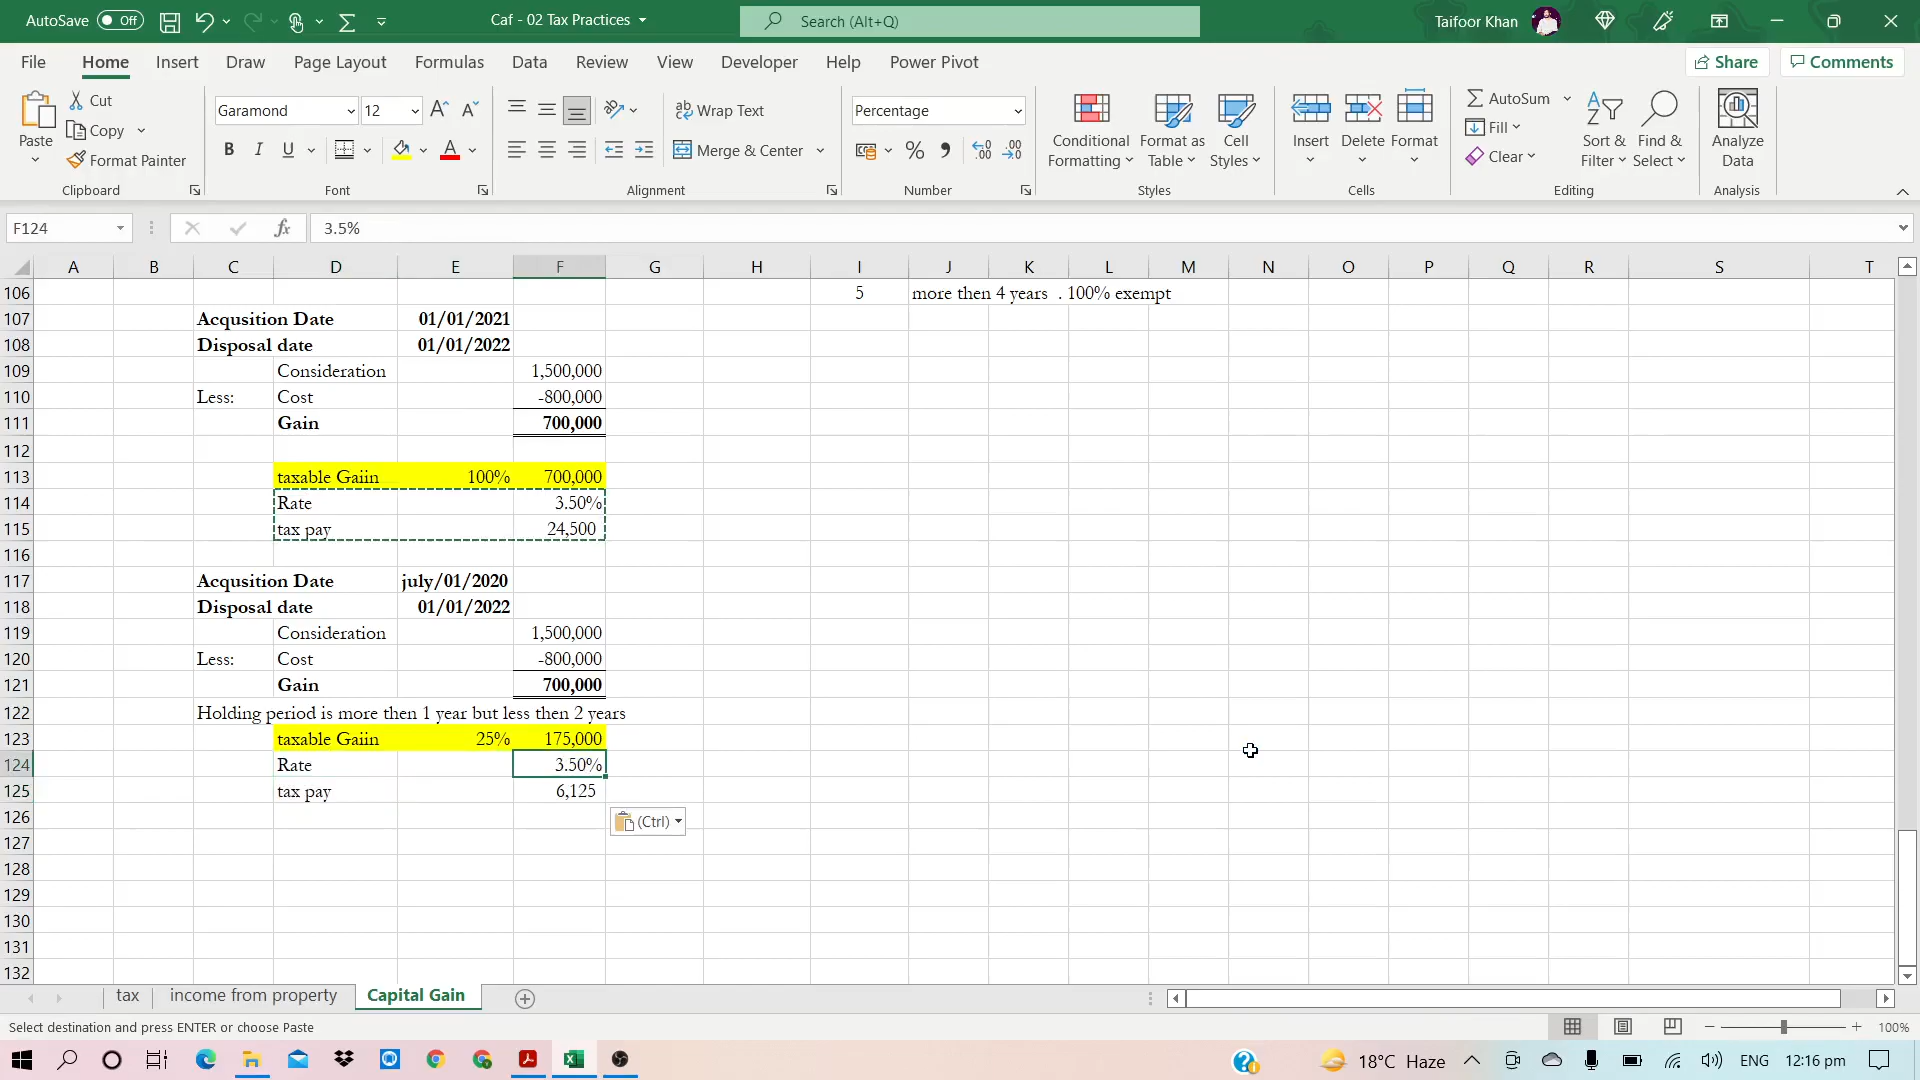 AutoSave Off Caf - 02 Tax Practices Search (Alt+Q) Taifoor Khan
File Home Insert Draw Page Layout Formulas Data Review View Developer Help Power Pivot Share Comments
Paste Cut Copy Format Painter Clipboard
Garamond 12 B I U A Font
Wrap Text Merge & Center Alignment
Percentage % Number
Conditional Formatting Format as Table Cell Styles Styles
Insert Delete Format Cells
AutoSum Fill Clear Sort & Filter Find & Select Editing
Analyze Data Analysis
F124 fx 3.5%
A B C D E F G H I J K L M N O P Q R S T
106 5 more then 4 years . 100% exempt
107 Acqusition Date 01/01/2021
108 Disposal date 01/01/2022
109 Consideration 1,500,000
110 Less: Cost -800,000
111 Gain 700,000
112
113 taxable Gaiin 100% 700,000
114 Rate 3.50%
115 tax pay 24,500
116
117 Acqusition Date july/01/2020
118 Disposal date 01/01/2022
119 Consideration 1,500,000
120 Less: Cost -800,000
121 Gain 700,000
122 Holding period is more then 1 year but less then 2 years
123 taxable Gaiin 25% 175,000
124 Rate 3.50%
125 tax pay 6,125
126 (Ctrl)
127
128
129
130
131
132
tax income from property Capital Gain
Select destination and press ENTER or choose Paste 100%
18°C Haze ENG 12:16 pm